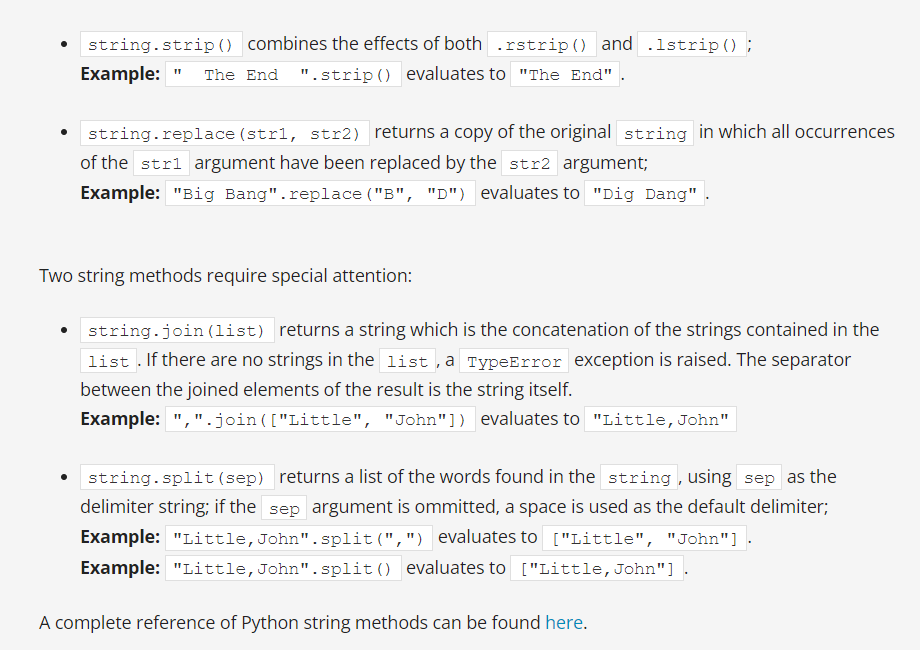 • string.strip() combines the effects of both .rstrip() and .lstrip();
Example: "  The End  ".strip() evaluates to "The End".
• string.replace(str1, str2) returns a copy of the original string in which all occurrences
of the str1 argument have been replaced by the str2 argument;
Example: "Big Bang".replace("B", "D") evaluates to "Dig Dang".
Two string methods require special attention:
• string.join(list) returns a string which is the concatenation of the strings contained in the
list. If there are no strings in the list, a TypeError exception is raised. The separator
between the joined elements of the result is the string itself.
Example: ",".join(["Little", "John"]) evaluates to "Little,John"
• string.split(sep) returns a list of the words found in the string, using sep as the
delimiter string; if the sep argument is ommitted, a space is used as the default delimiter;
Example: "Little,John".split(",") evaluates to ["Little", "John"].
Example: "Little,John".split() evaluates to ["Little,John"].
A complete reference of Python string methods can be found here.